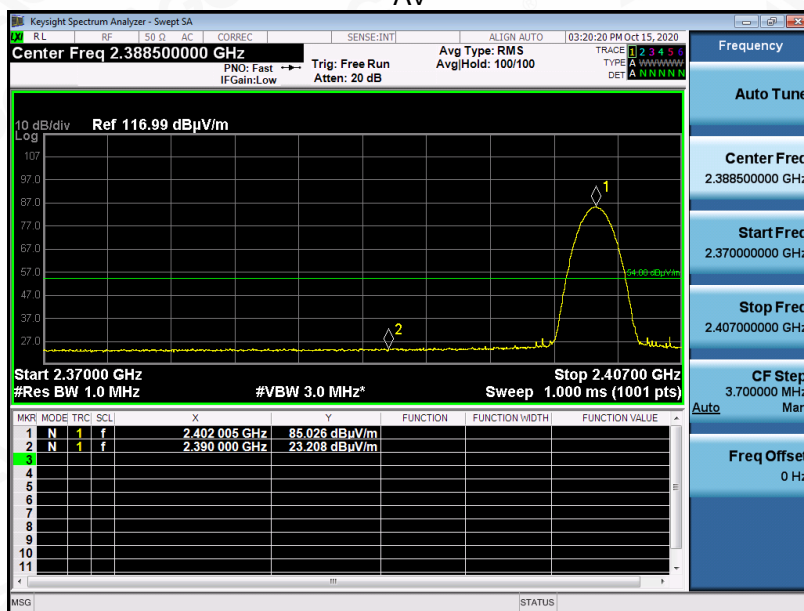 AV
Keysight Spectrum Analyzer - Swept SA
LXI RL RF 50 Ω AC CORREC SENSE:INT ALIGN AUTO 03:20:20 PM Oct 15, 2020
Center Freq 2.388500000 GHz
PNO: Fast
IFGain:Low
Trig: Free Run
Atten: 20 dB
Avg Type: RMS
Avg|Hold: 100/100
TRACE 1 2 3 4 5 6
TYPE A WWWWW
DET A N N N N N
Frequency
10 dB/div Ref 116.99 dBµV/m
Log
107
97.0
87.0
77.0
67.0
57.0
47.0
37.0
27.0
1
2
54.00 dBµV/m
Start 2.37000 GHz Stop 2.40700 GHz
#Res BW 1.0 MHz #VBW 3.0 MHz* Sweep 1.000 ms (1001 pts)
MKR MODE TRC SCL X Y FUNCTION FUNCTION WIDTH FUNCTION VALUE
1 N 1 f 2.402 005 GHz 85.026 dBµV/m
2 N 1 f 2.390 000 GHz 23.208 dBµV/m
3
4
5
6
7
8
9
10
11
MSG STATUS
Auto Tune
Center Freq
2.388500000 GHz
Start Freq
2.370000000 GHz
Stop Freq
2.407000000 GHz
CF Step
3.700000 MHz
Auto Man
Freq Offset
0 Hz